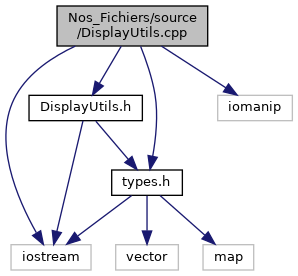 Nos_Fichiers/source
/DisplayUtils.cpp
DisplayUtils.h
iomanip
types.h
iostream
vector
map